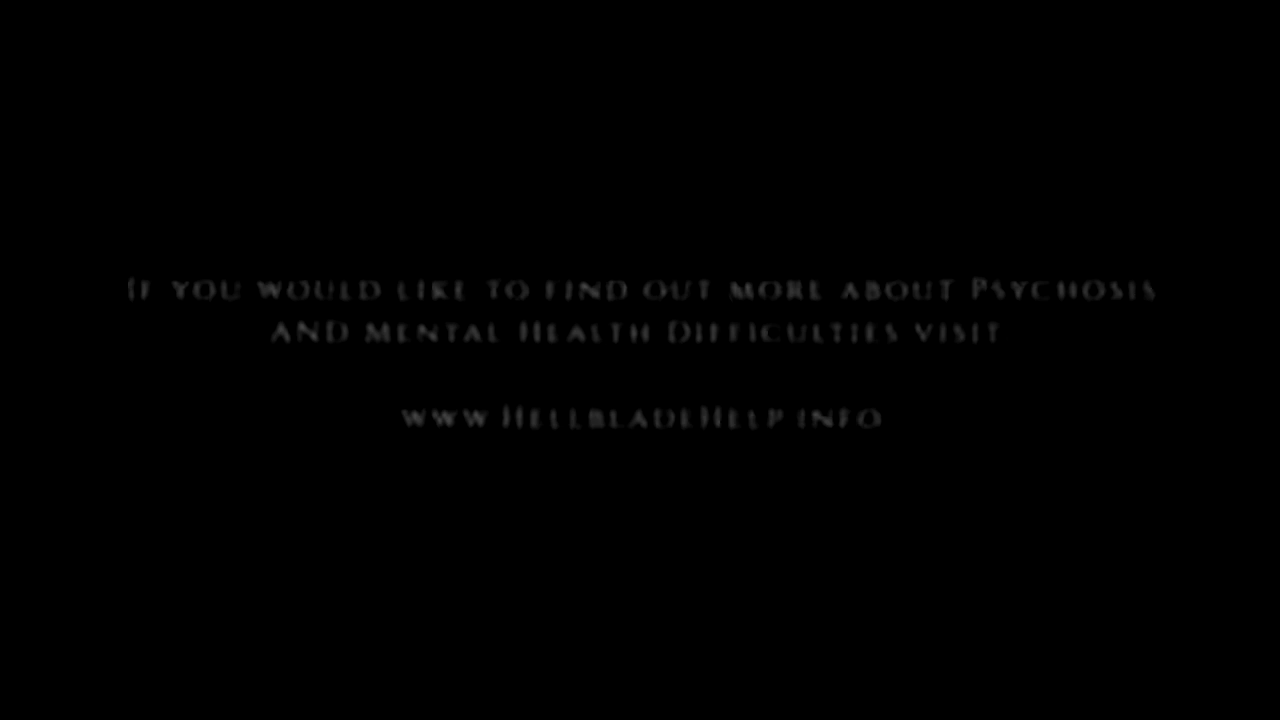 If you would like to find out more about Psychosis
and Mental Health Difficulties visit
www.HellbladeHelp.info